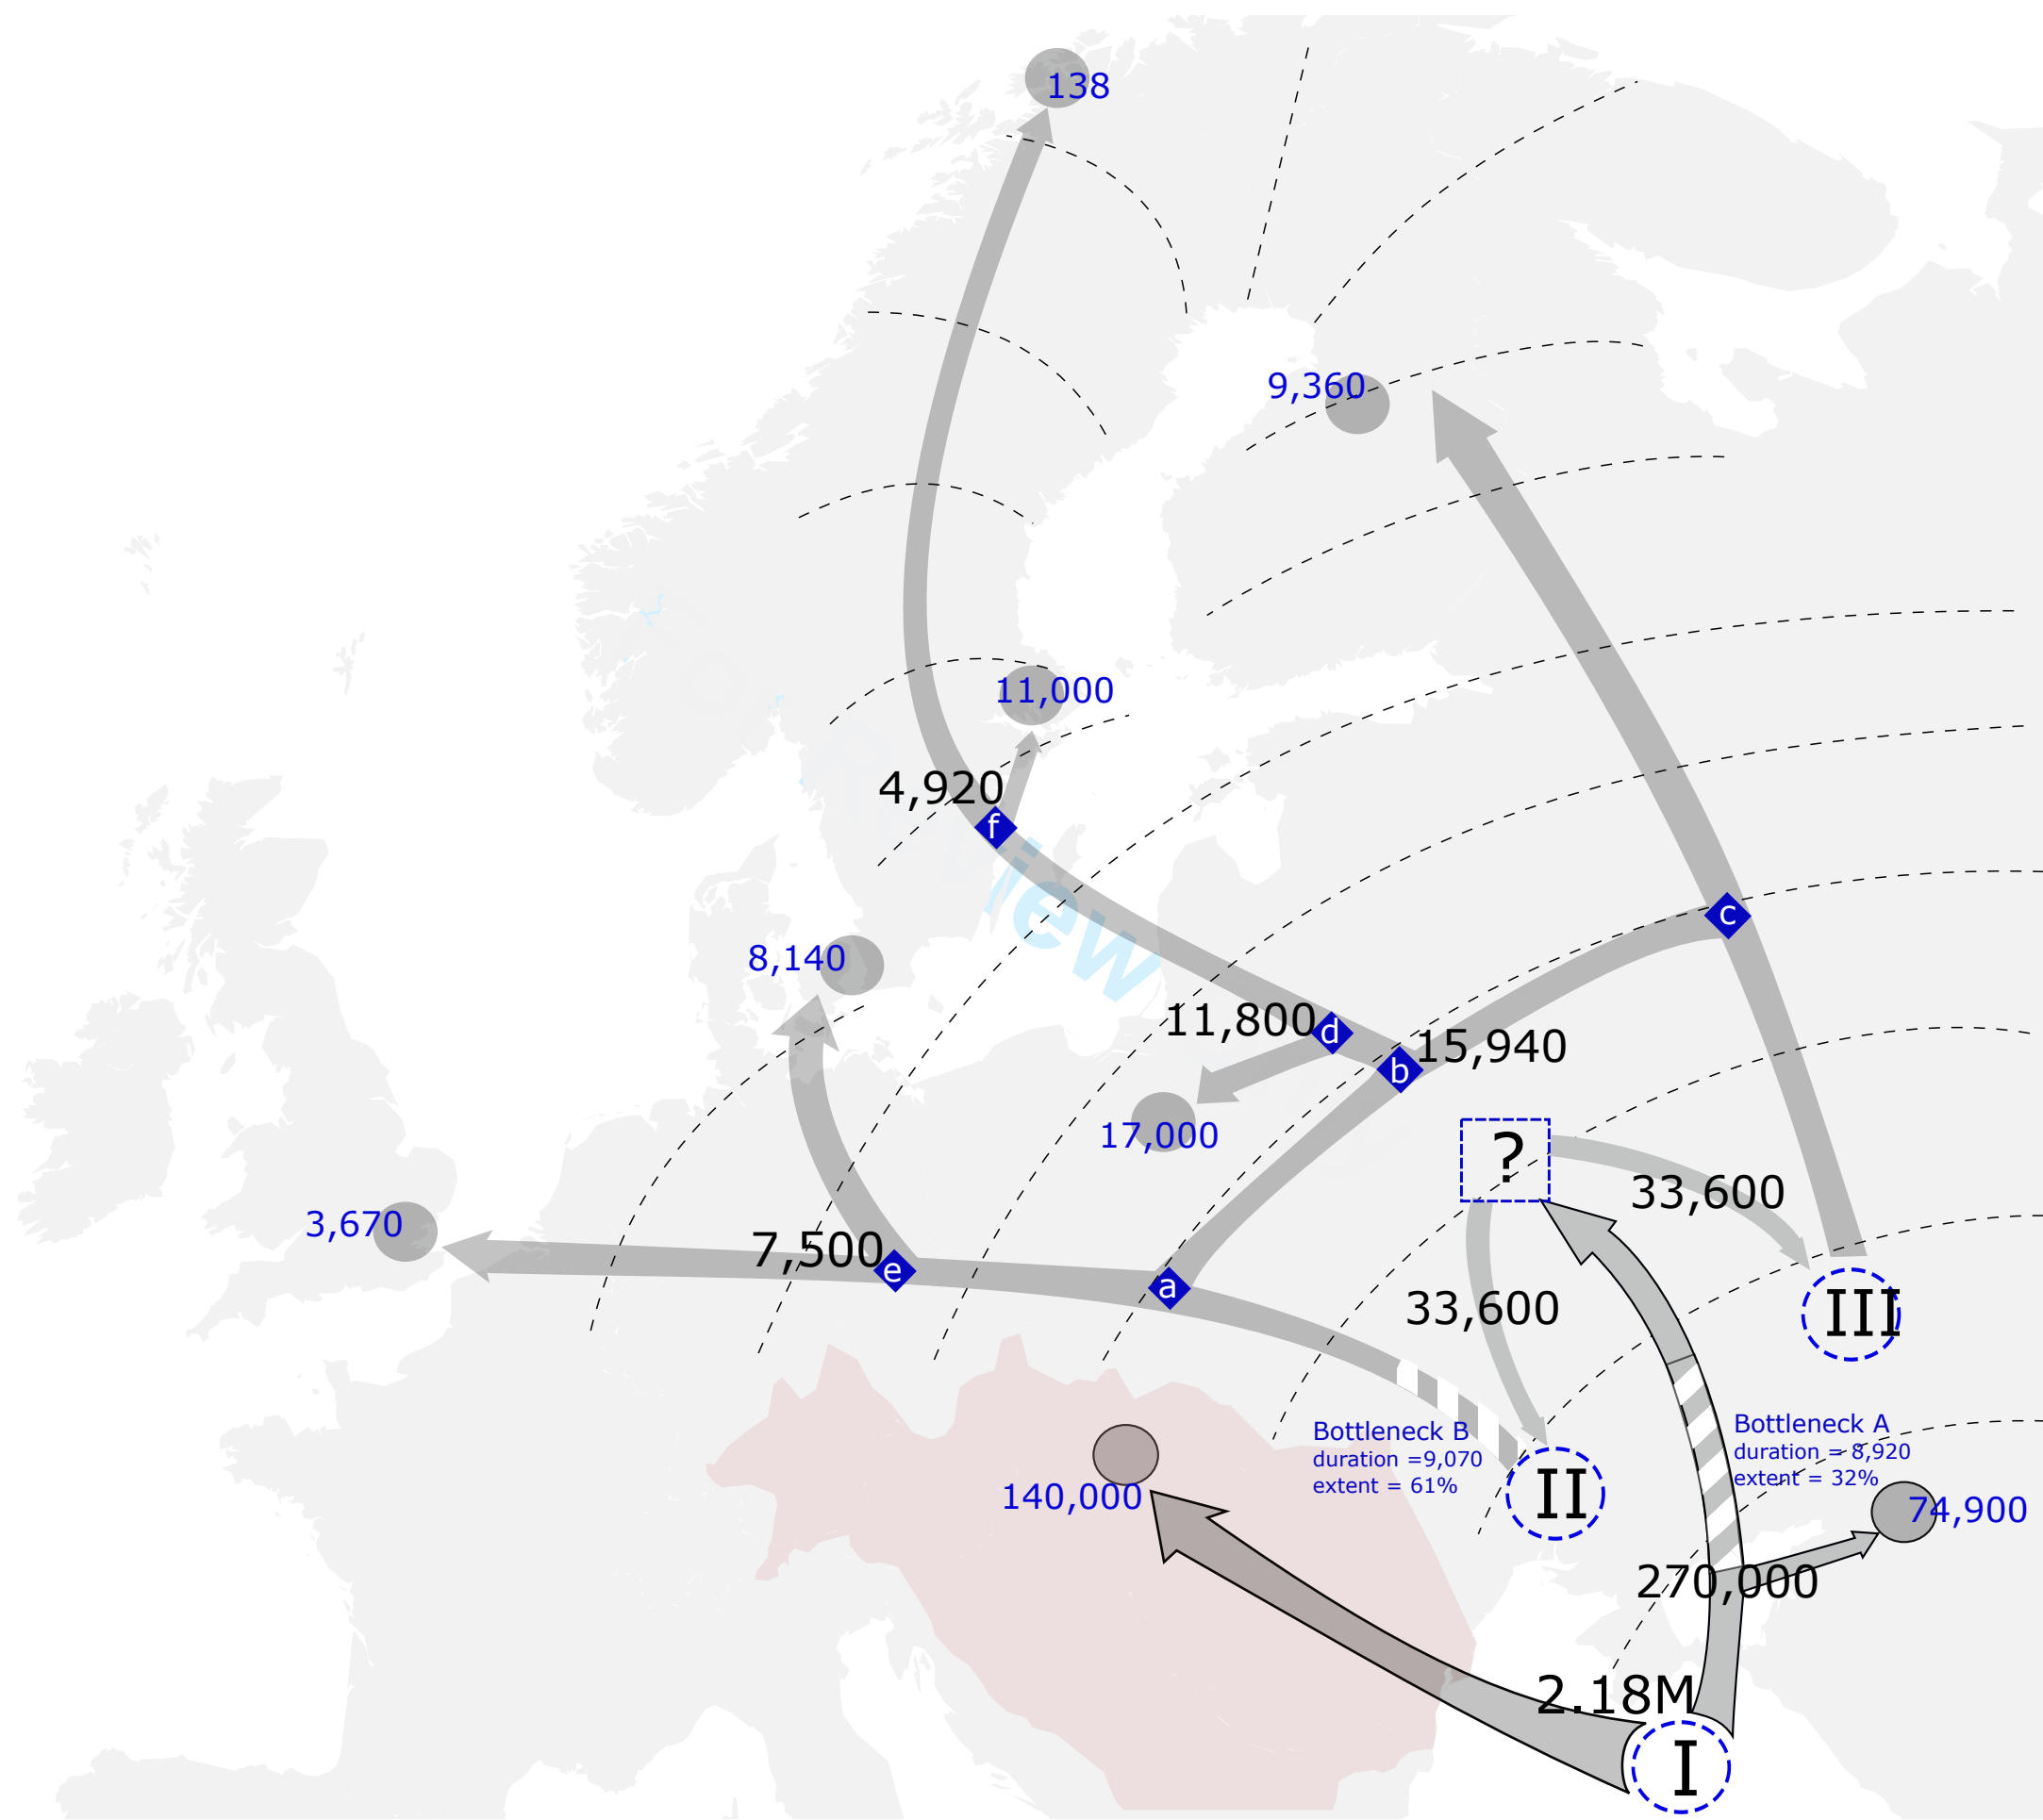 138
9,360
11,000
4,920
f
iew
c
8,140
11,800
d
15,940
b
17,000
?
33,600
3,670
7,500
e
a
33,600
III
Bottleneck B
duration =9,070
extent = 61%
Bottleneck A
duration = 8,920
extent = 32%
II
140,000
74,900
270,000
2.18M
I